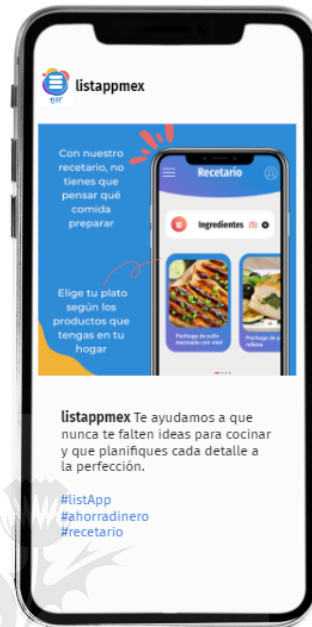 listappmex
Con nuestro
recetario, no
tienes que
pensar qué
comida
preparar
Recetario
Ingredientes (5)
Elige tu plato
según los
productos que
tengas en tu
hogar
Pechuga de pollo
marinada con miel
Pechuga de p
rellena
listappmex Te ayudamos a que
nunca te falten ideas para cocinar
y que planifiques cada detalle a
la perfección.
#listApp
#ahorradinero
#recetario